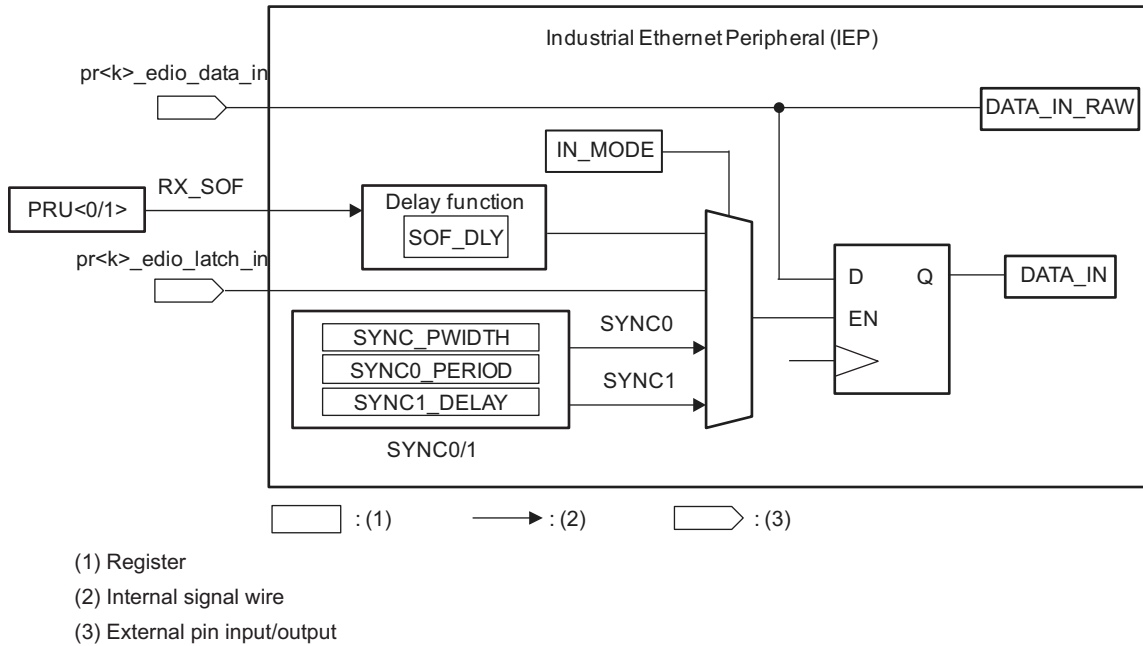 Industrial Ethernet Peripheral (IEP)
pr<k>_edio_data_in
DATA_IN_RAW
IN_MODE
RX_SOF
PRU<0/1>
Delay function
SOF_DLY
pr<k>_edio_latch_in
D Q
DATA_IN
EN
SYNC0
SYNC_PWIDTH
SYNC0_PERIOD
SYNC1
SYNC1_DELAY
SYNC0/1
: (1) : (2) : (3)
(1) Register
(2) Internal signal wire
(3) External pin input/output